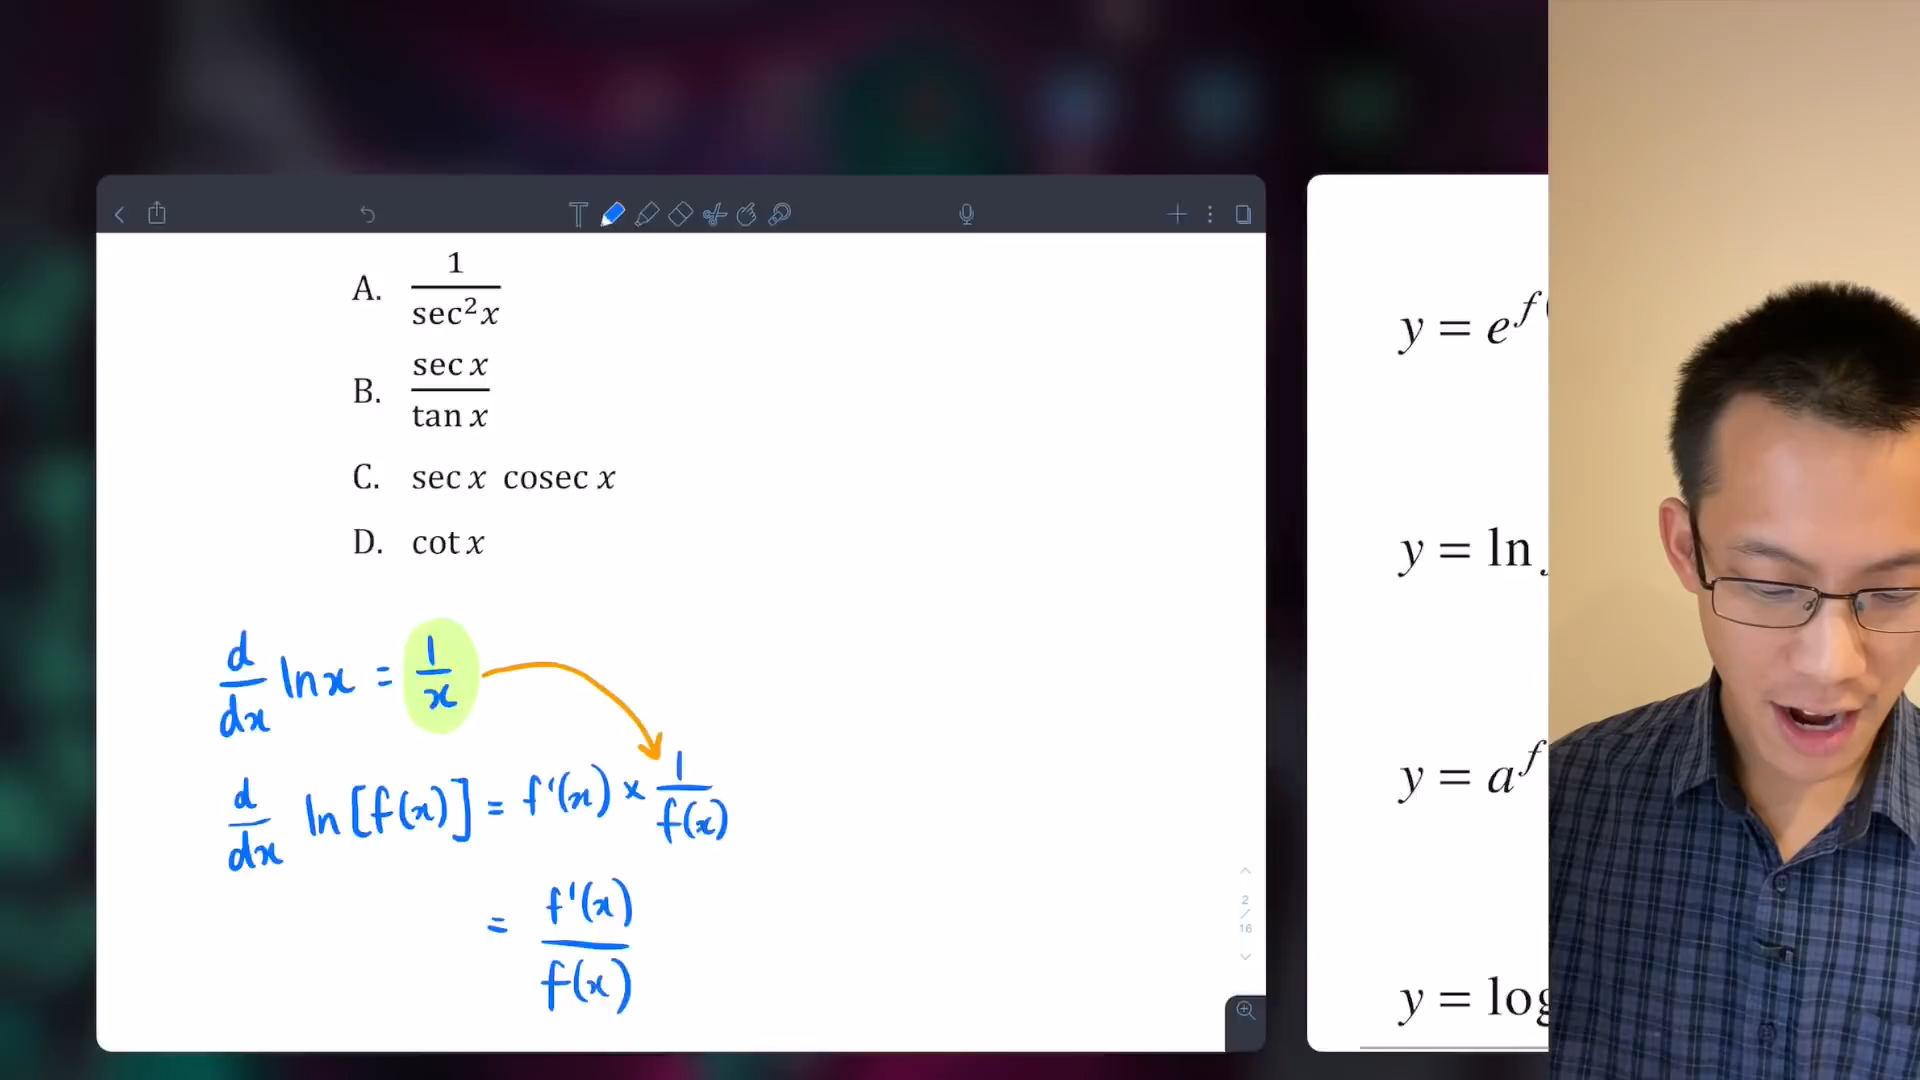 A. 1/sec²x
B. sec x/tan x
C. sec x cosec x
D. cot x
d/dx ln x = 1/x
d/dx ln[f(x)] = f'(x) × 1/f(x)
= f'(x)/f(x)
2
/
16
y = e^f(
y = ln
y = a^f
y = log